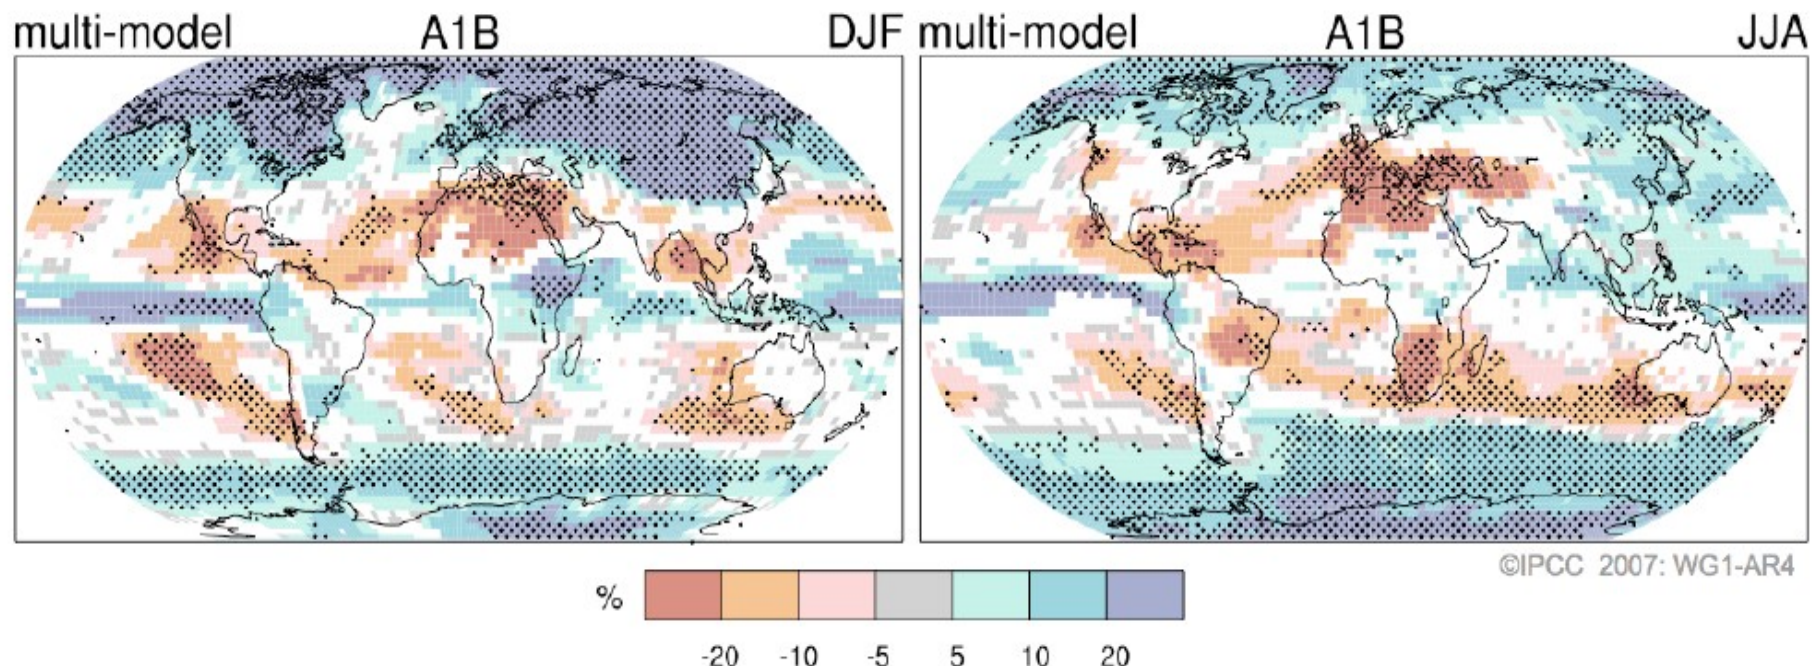 multi-model A1B DJF
multi-model A1B JJA
©IPCC 2007: WG1-AR4
%
-20 -10 -5 5 10 20